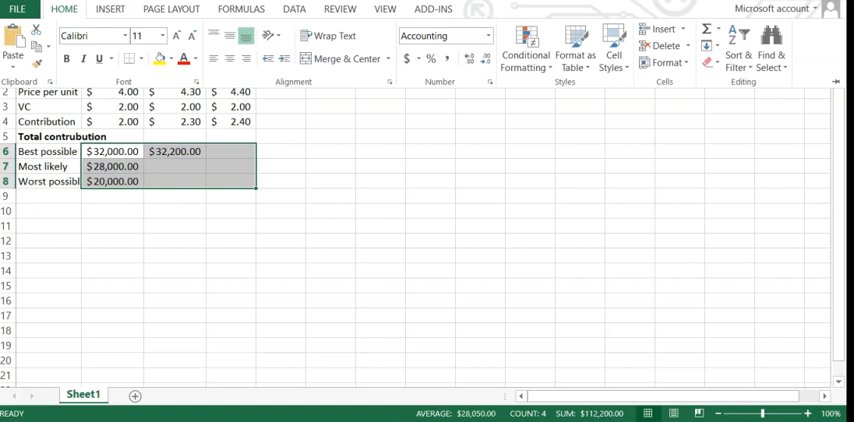 FILE HOME INSERT PAGE LAYOUT FORMULAS DATA REVIEW VIEW ADD-INS Microsoft account
Paste
Calibri 11 A A
B I U A
Wrap Text
Merge & Center
Accounting
$ % ,
Conditional Formatting
Format as Table
Cell Styles
Insert
Delete
Format
Sort & Filter
Find & Select
Clipboard Font Alignment Number Styles Cells Editing
2 Price per unit $ 4.00 $ 4.30 $ 4.40
3 VC $ 2.00 $ 2.00 $ 2.00
4 Contribution $ 2.00 $ 2.30 $ 2.40
5 Total contrubution
6 Best possible $32,000.00 $32,200.00
7 Most likely $28,000.00
8 Worst possibl $20,000.00
9
10
11
12
13
14
15
16
17
18
19
20
21
Sheet1
READY AVERAGE: $28,050.00 COUNT: 4 SUM: $112,200.00 100%